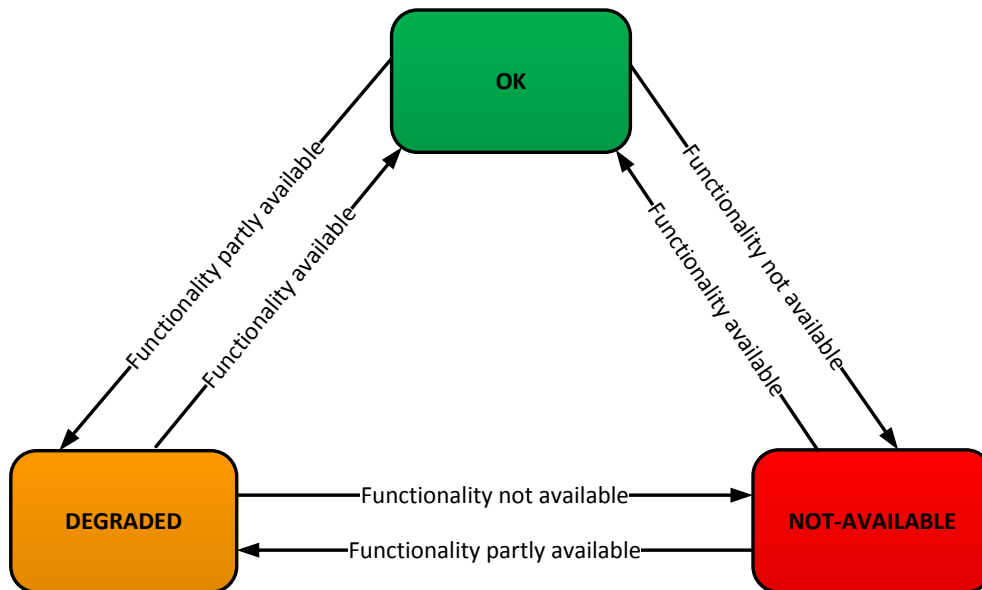 OK
Functionality partly available
Functionality available
Functionality not available
Functionality available
DEGRADED
Functionality not available
Functionality partly available
NOT-AVAILABLE